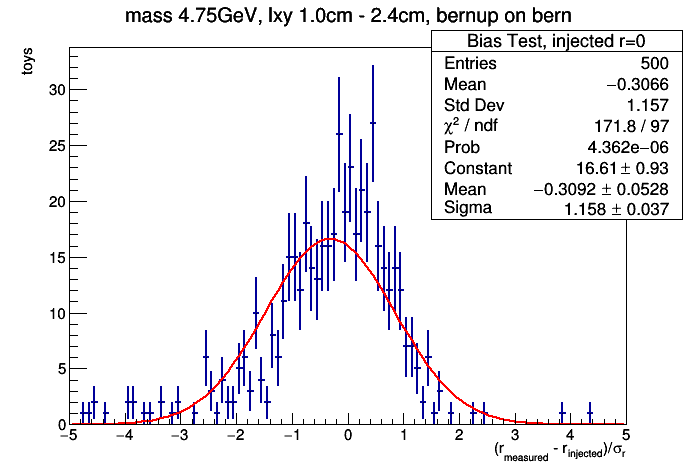 mass 4.75GeV, lxy 1.0cm - 2.4cm, bernup on bern
Bias Test, injected r=0
Entries 500
Mean −0.3066
Std Dev 1.157
χ² / ndf 171.8 / 97
Prob 4.362e−06
Constant 16.61 ± 0.93
Mean −0.3092 ± 0.0528
Sigma 1.158 ± 0.037
toys
30
25
20
15
10
5
0
−5 −4 −3 −2 −1 0 1 2 3 4 5
(r_measured - r_injected)/σ_r